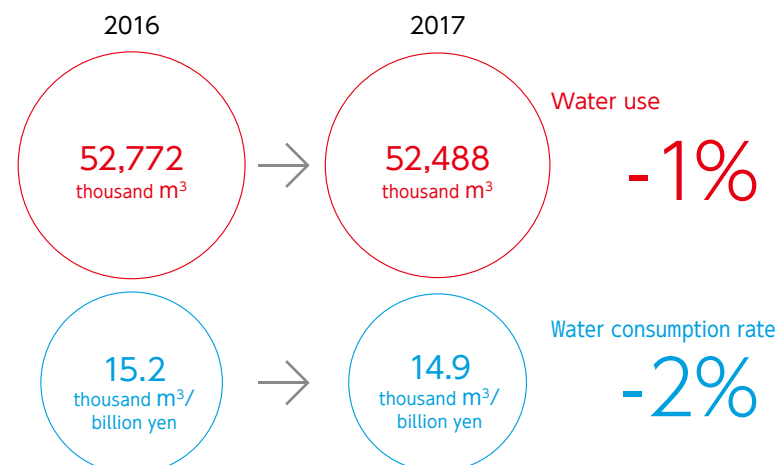 2016
2017
52,772
thousand m³
52,488
thousand m³
Water use
-1%
15.2
thousand m³/
billion yen
14.9
thousand m³/
billion yen
Water consumption rate
-2%